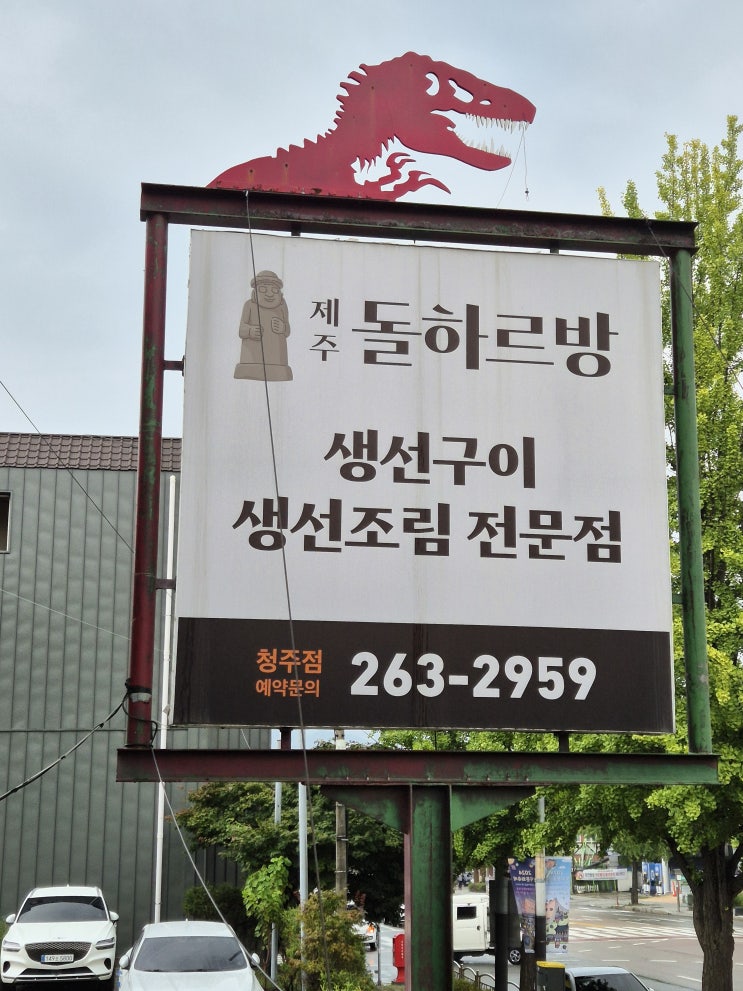 제주 돌하르방
생선구이
생선조림 전문점
청주점
예약문의
263-2959